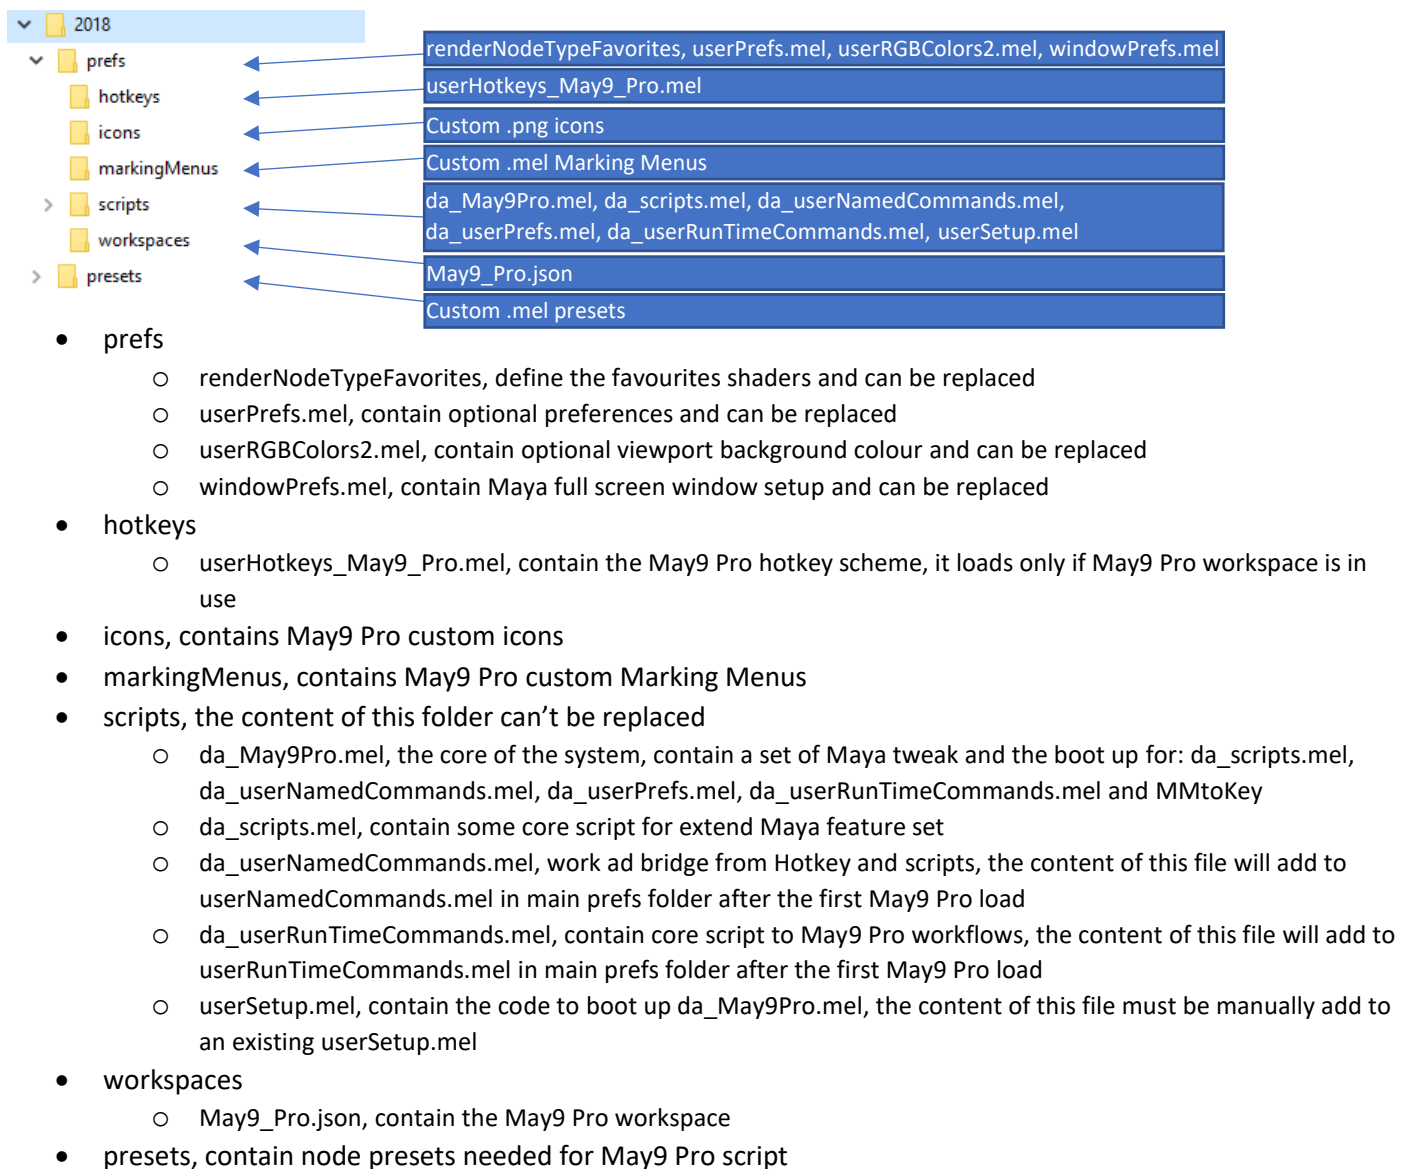 2018
prefs
renderNodeTypeFavorites, userPrefs.mel, userRGBColors2.mel, windowPrefs.mel
hotkeys
userHotkeys_May9_Pro.mel
icons
Custom .png icons
markingMenus
Custom .mel Marking Menus
scripts
da_May9Pro.mel, da_scripts.mel, da_userNamedCommands.mel,
da_userPrefs.mel, da_userRunTimeCommands.mel, userSetup.mel
workspaces
May9_Pro.json
presets
Custom .mel presets
• prefs
o renderNodeTypeFavorites, define the favourites shaders and can be replaced
o userPrefs.mel, contain optional preferences and can be replaced
o userRGBColors2.mel, contain optional viewport background colour and can be replaced
o windowPrefs.mel, contain Maya full screen window setup and can be replaced
• hotkeys
o userHotkeys_May9_Pro.mel, contain the May9 Pro hotkey scheme, it loads only if May9 Pro workspace is in
use
• icons, contains May9 Pro custom icons
• markingMenus, contains May9 Pro custom Marking Menus
• scripts, the content of this folder can’t be replaced
o da_May9Pro.mel, the core of the system, contain a set of Maya tweak and the boot up for: da_scripts.mel,
da_userNamedCommands.mel, da_userPrefs.mel, da_userRunTimeCommands.mel and MMtoKey
o da_scripts.mel, contain some core script for extend Maya feature set
o da_userNamedCommands.mel, work ad bridge from Hotkey and scripts, the content of this file will add to
userNamedCommands.mel in main prefs folder after the first May9 Pro load
o da_userRunTimeCommands.mel, contain core script to May9 Pro workflows, the content of this file will add to
userRunTimeCommands.mel in main prefs folder after the first May9 Pro load
o userSetup.mel, contain the code to boot up da_May9Pro.mel, the content of this file must be manually add to
an existing userSetup.mel
• workspaces
o May9_Pro.json, contain the May9 Pro workspace
• presets, contain node presets needed for May9 Pro script